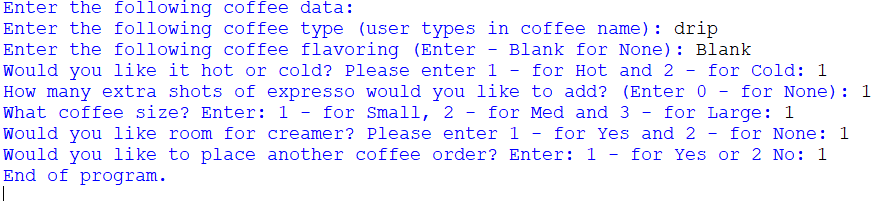 Enter the following coffee data:
Enter the following coffee type (user types in coffee name): drip
Enter the following coffee flavoring (Enter - Blank for None): Blank
Would you like it hot or cold? Please enter 1 - for Hot and 2 - for Cold: 1
How many extra shots of expresso would you like to add? (Enter 0 - for None): 1
What coffee size? Enter: 1 - for Small, 2 - for Med and 3 - for Large: 1
Would you like room for creamer? Please enter 1 - for Yes and 2 - for None: 1
Would you like to place another coffee order? Enter: 1 - for Yes or 2 No: 1
End of program.